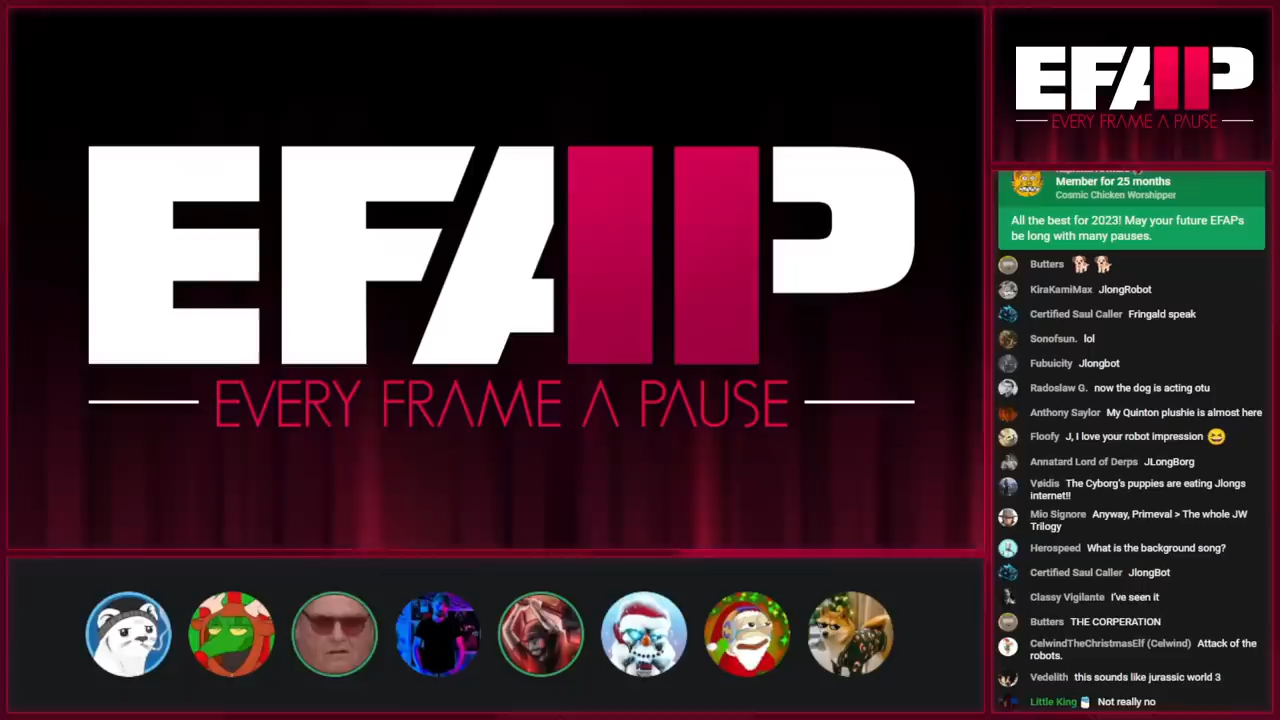 EFAP
EVERY FRAME A PAUSE
EFAP
EVERY FRAME A PAUSE
Member for 25 months
Cosmic Chicken Worshipper
All the best for 2023! May your future EFAPs
be long with many pauses.
Butters
KiraKamiMax JlongRobot
Certified Saul Caller Fringald speak
Sonofsun. lol
Fubuicity Jlongbot
Radoslaw G. now the dog is acting otu
Anthony Saylor My Quinton plushie is almost here
Floofy J, I love your robot impression
Annatard Lord of Derps JLongBorg
Vøidis The Cyborg's puppies are eating Jlongs
internet!!
Mio Signore Anyway, Primeval > The whole JW
Trilogy
Herospeed What is the background song?
Certified Saul Caller JlongBot
Classy Vigilante I've seen it
Butters THE CORPERATION
CelwindTheChristmasElf (Celwind) Attack of the
robots.
Vedelith this sounds like jurassic world 3
Little King Not really no